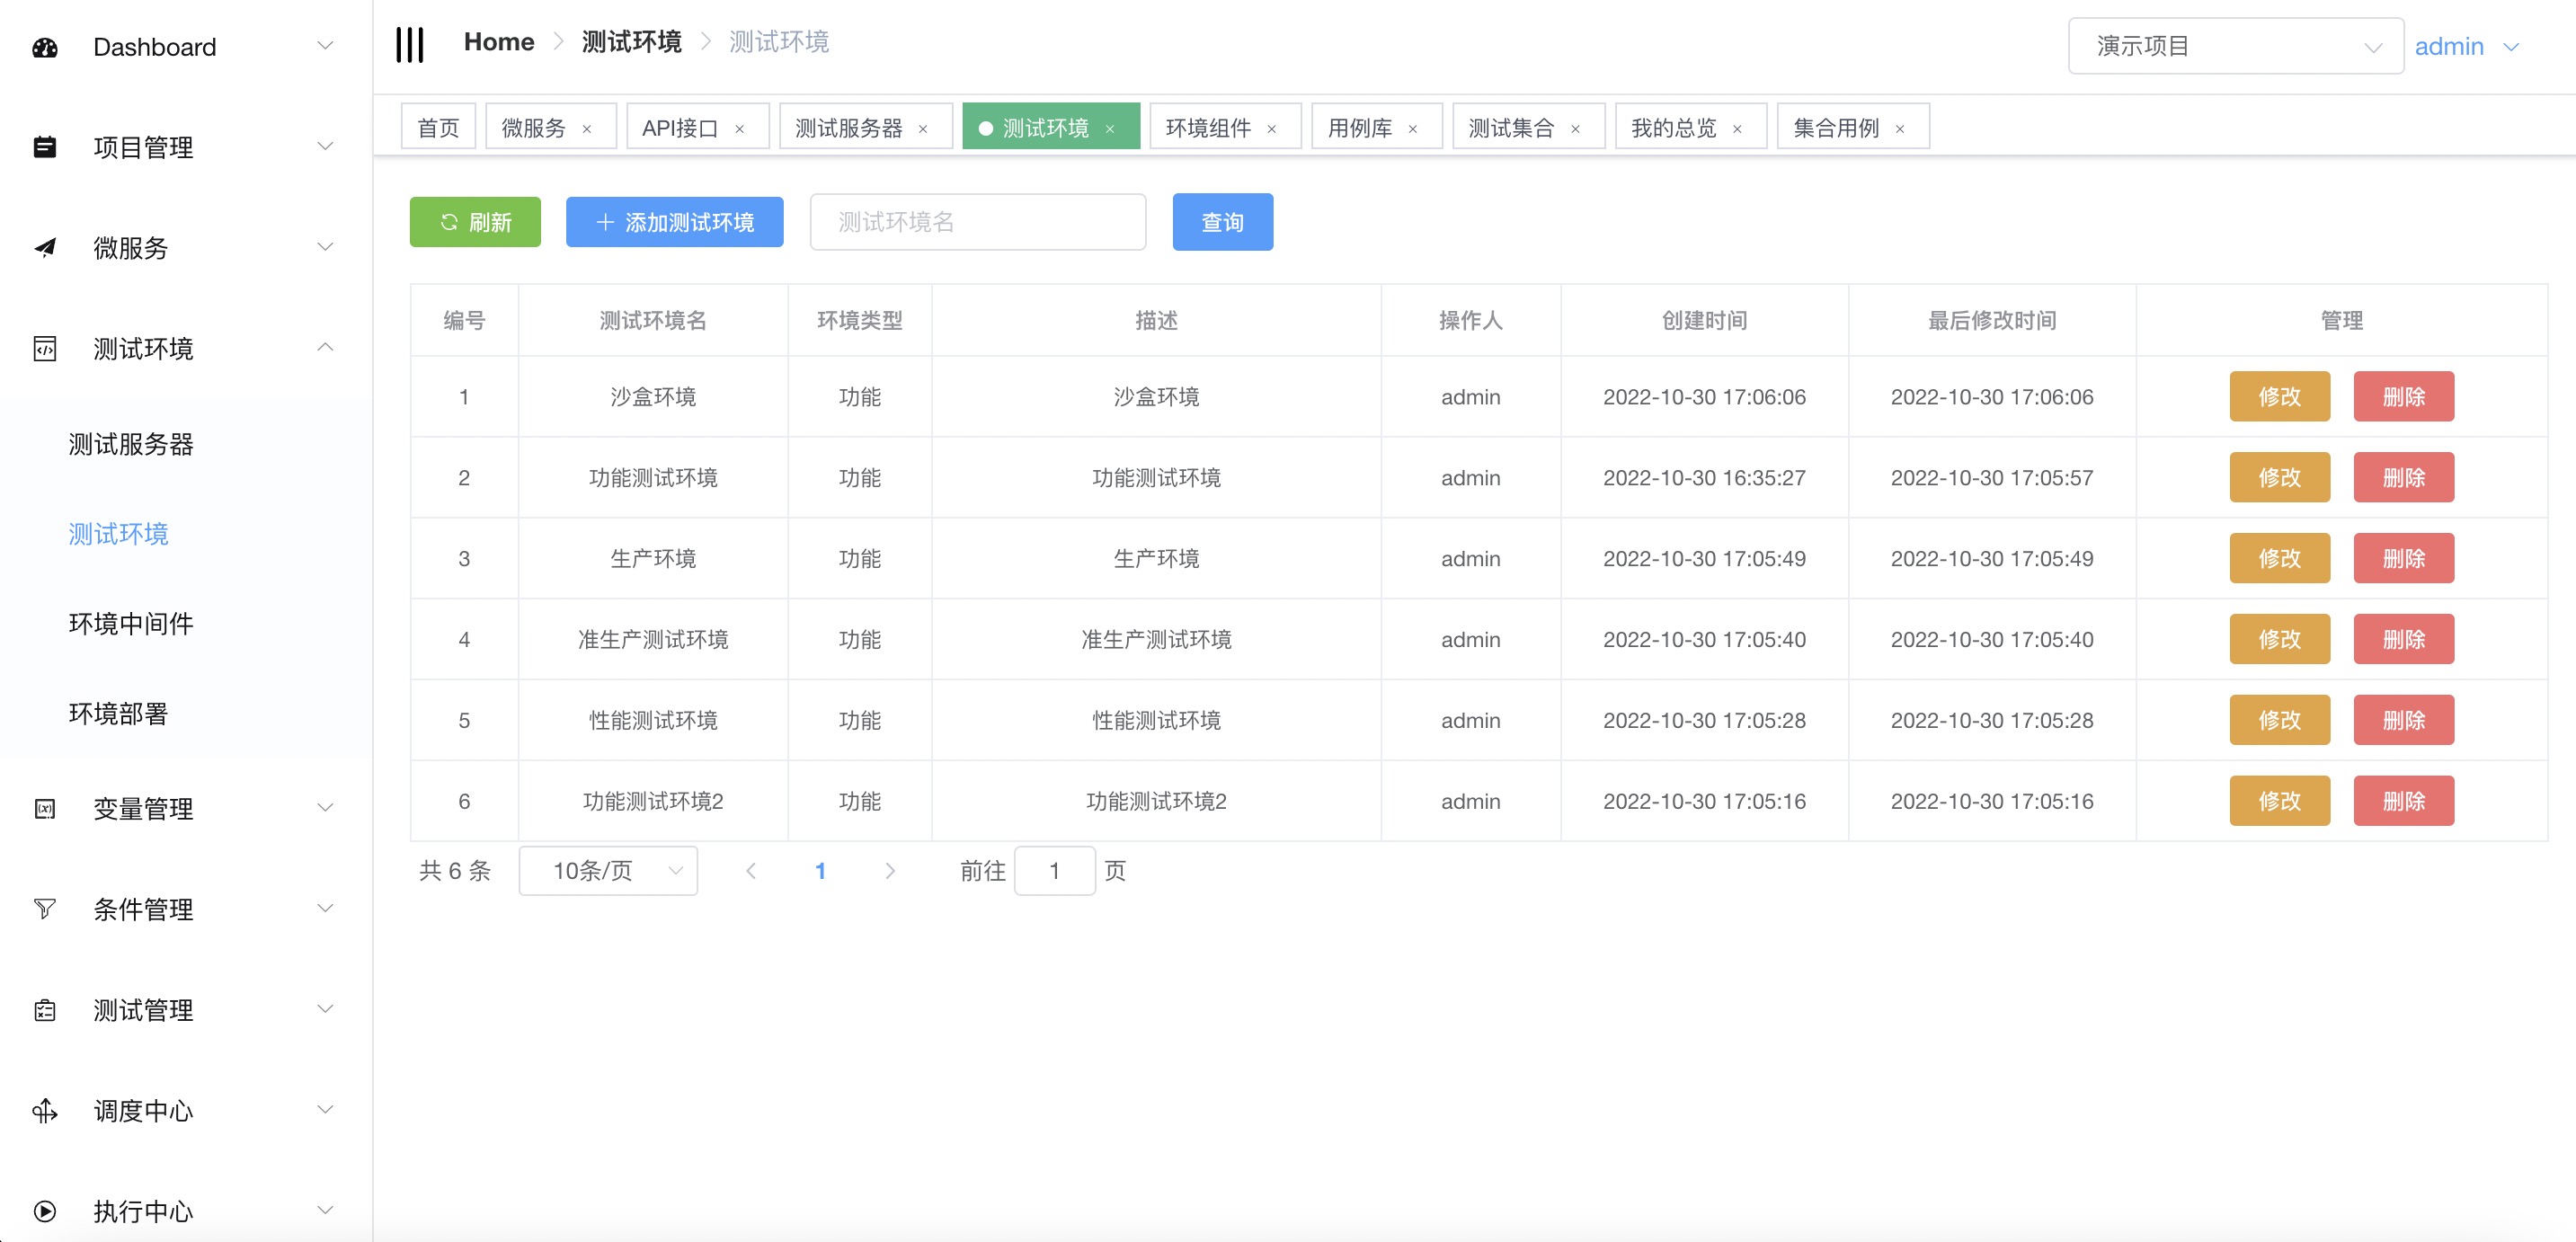 Dashboard
项目管理
微服务
测试环境
测试服务器
测试环境
环境中间件
环境部署
变量管理
条件管理
测试管理
调度中心
执行中心
Home 测试环境 测试环境
演示项目 admin
首页 微服务 × API接口 × 测试服务器 × 测试环境 × 环境组件 × 用例库 × 测试集合 × 我的总览 × 集合用例 ×
刷新 添加测试环境 测试环境名 查询
编号 测试环境名 环境类型 描述 操作人 创建时间 最后修改时间 管理
1 沙盒环境 功能 沙盒环境 admin 2022-10-30 17:06:06 2022-10-30 17:06:06 修改 删除
2 功能测试环境 功能 功能测试环境 admin 2022-10-30 16:35:27 2022-10-30 17:05:57 修改 删除
3 生产环境 功能 生产环境 admin 2022-10-30 17:05:49 2022-10-30 17:05:49 修改 删除
4 准生产测试环境 功能 准生产测试环境 admin 2022-10-30 17:05:40 2022-10-30 17:05:40 修改 删除
5 性能测试环境 功能 性能测试环境 admin 2022-10-30 17:05:28 2022-10-30 17:05:28 修改 删除
6 功能测试环境2 功能 功能测试环境2 admin 2022-10-30 17:05:16 2022-10-30 17:05:16 修改 删除
共 6 条 10条/页 1 前往 1 页